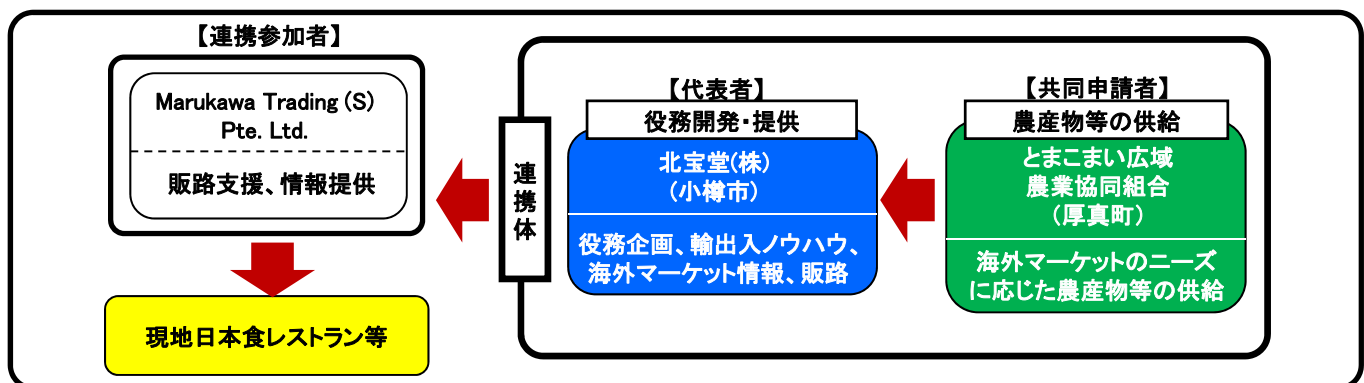 【連携参加者】
Marukawa Trading (S)
Pte. Ltd.
販路支援、情報提供
現地日本食レストラン等
連携体
【代表者】
役務開発・提供
北宝堂(株)
(小樽市)
役務企画、輸出入ノウハウ、
海外マーケット情報、販路
【共同申請者】
農産物等の供給
とまこまい広域
農業協同組合
(厚真町)
海外マーケットのニーズ
に応じた農産物等の供給